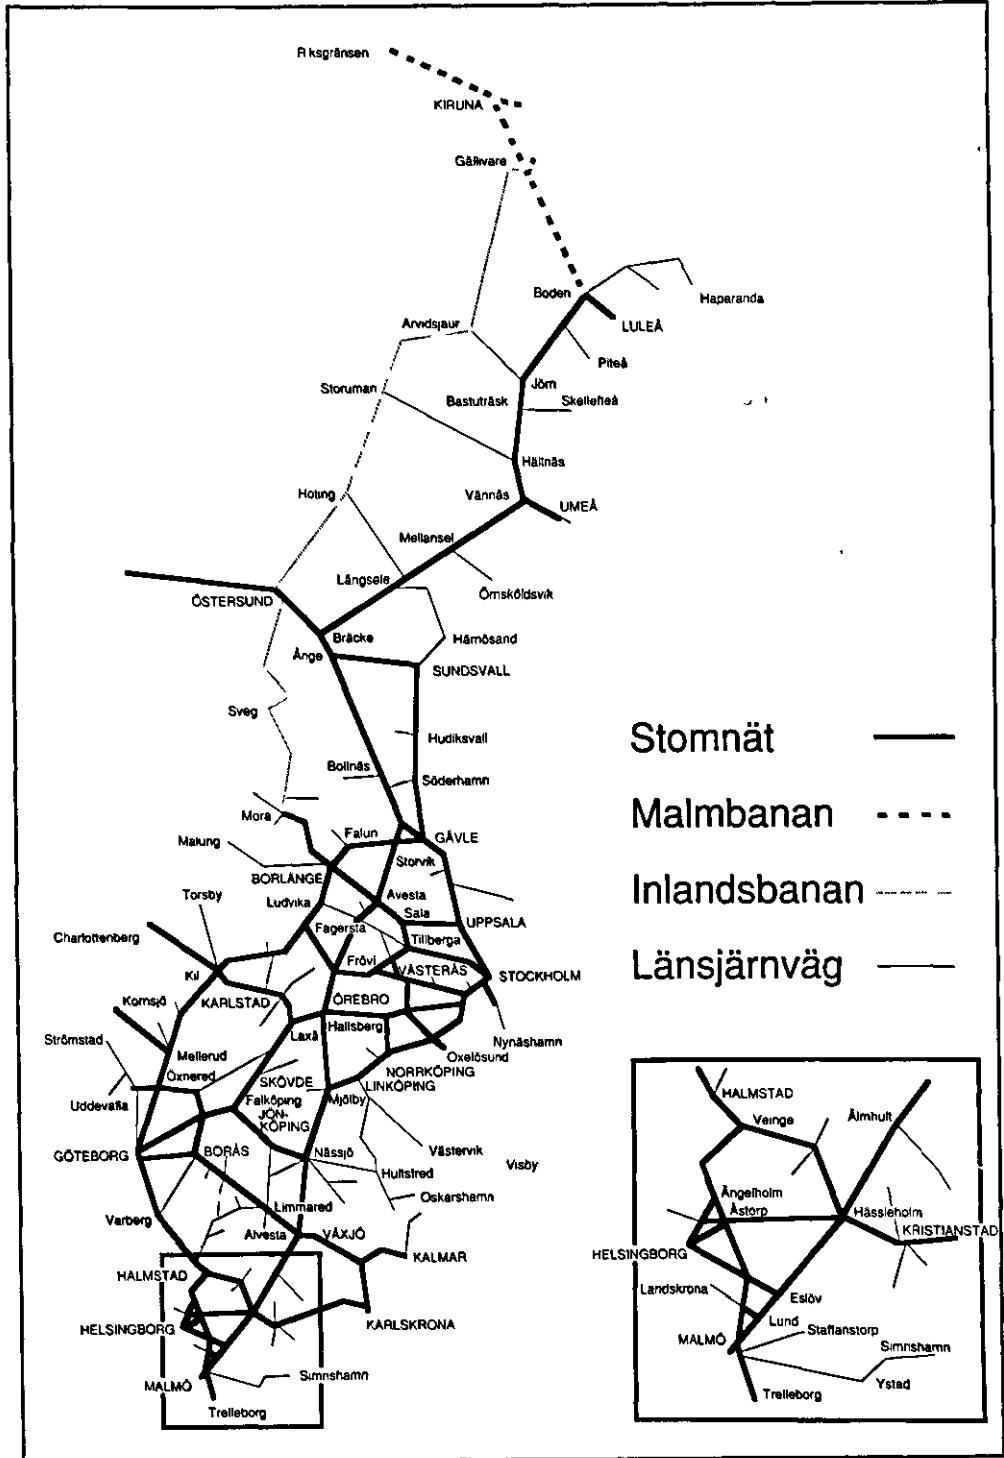 Riksgränsen
KIRUNA
Gällivare
Boden
Haparanda
LULEÅ
Arvidsjaur
Piteå
Jörn
Storuman
Bastuträsk
Skellefteå
Hällnäs
Hoting
Vännäs
UMEÅ
Mellansel
Långsele
Örnsköldsvik
ÖSTERSUND
Bräcke
Härnösand
Ånge
SUNDSVALL
Sveg
Hudiksvall
Bollnäs
Söderhamn
Mora
Falun
GÄVLE
Malung
Storvik
BORLÄNGE
Torsby
Ludvika
Avesta
Sala
UPPSALA
Fagersta
Charlottenberg
Tillberga
Frövi
VÄSTERÅS
STOCKHOLM
Kil
KARLSTAD
ÖREBRO
Kornsjö
Hallsberg
Laxå
Nynäshamn
Strömstad
Mellerud
Oxelösund
Öxnered
NORRKÖPING
SKÖVDE
LINKÖPING
Uddevalla
Falköping
Mjölby
JÖN-
KÖPING
GÖTEBORG
BORÅS
Nässjö
Västervik
Visby
Hultsfred
Oskarshamn
Limmared
Varberg
Alvesta
VÄXJÖ
KALMAR
HALMSTAD
KARLSKRONA
HELSINGBORG
Simrishamn
MALMÖ
Trelleborg
Stomnät
Malmbanan
Inlandsbanan
Länsjärnväg
HALMSTAD
Veinge
Älmhult
Ängelholm
Åstorp
Hässleholm
KRISTIANSTAD
HELSINGBORG
Landskrona
Eslöv
Lund
Staffanstorp
MALMÖ
Simrishamn
Ystad
Trelleborg